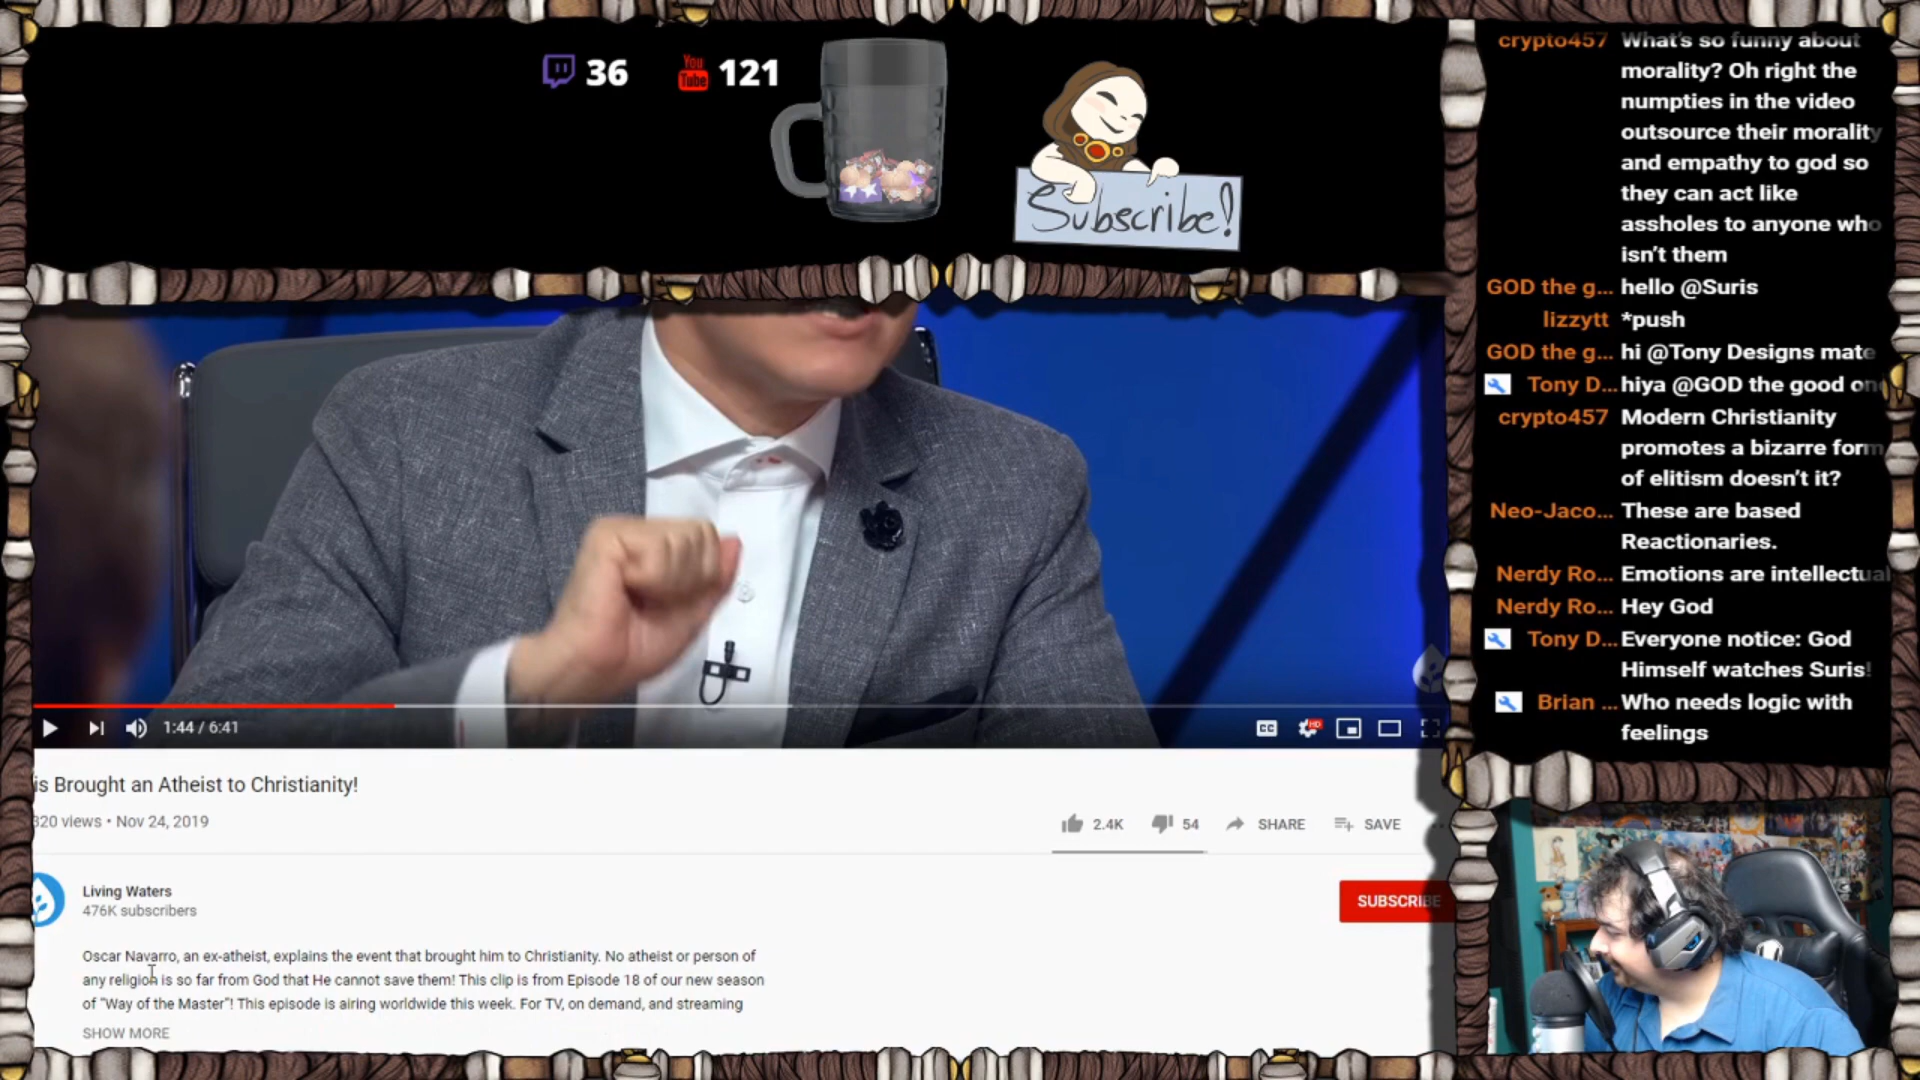 36
You
Tube
121
Subscribe!
1:44 / 6:41
CC
HD
is Brought an Atheist to Christianity!
320 views • Nov 24, 2019
2.4K
54
SHARE
SAVE
Living Waters
476K subscribers
SUBSCRIBE
Oscar Navarro, an ex-atheist, explains the event that brought him to Christianity. No atheist or person of
any religion is so far from God that He cannot save them! This clip is from Episode 18 of our new season
of "Way of the Master"! This episode is airing worldwide this week. For TV, on demand, and streaming
SHOW MORE
crypto457 What's so funny about
morality? Oh right the
numpties in the video
outsource their morality
and empathy to god so
they can act like
assholes to anyone who
isn't them
GOD the g... hello @Suris
lizzytt *push
GOD the g... hi @Tony Designs mate
Tony D... hiya @GOD the good one
crypto457 Modern Christianity
promotes a bizarre form
of elitism doesn't it?
Neo-Jaco... These are based
Reactionaries.
Nerdy Ro... Emotions are intellectual
Nerdy Ro... Hey God
Tony D... Everyone notice: God
Himself watches Suris!
Brian ... Who needs logic with
feelings